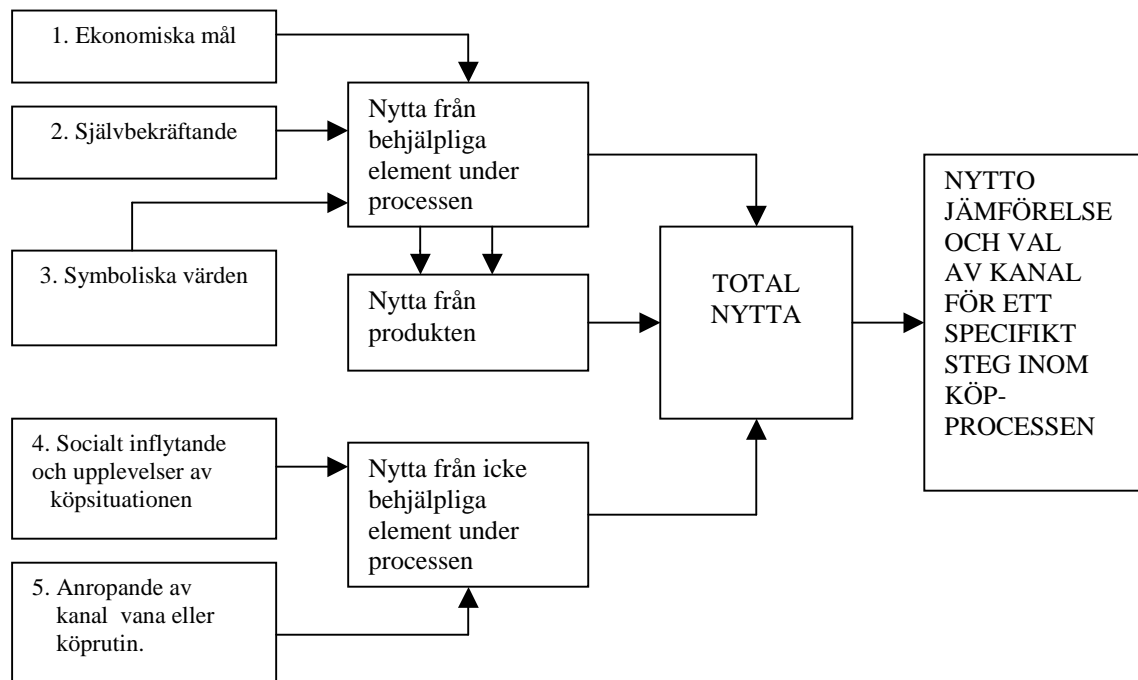 1. Ekonomiska mål
2. Självbekräftande
3. Symboliska värden
4. Socialt inflytande
och upplevelser av
köpsituationen
5. Anropande av
kanal vana eller
köprutin.
Nytta från
behjälpliga
element under
processen
Nytta från
produkten
Nytta från icke
behjälpliga
element under
processen
TOTAL
NYTTA
NYTTO
JÄMFÖRELSE
OCH VAL
AV KANAL
FÖR ETT
SPECIFIKT
STEG INOM
KÖP-
PROCESSEN